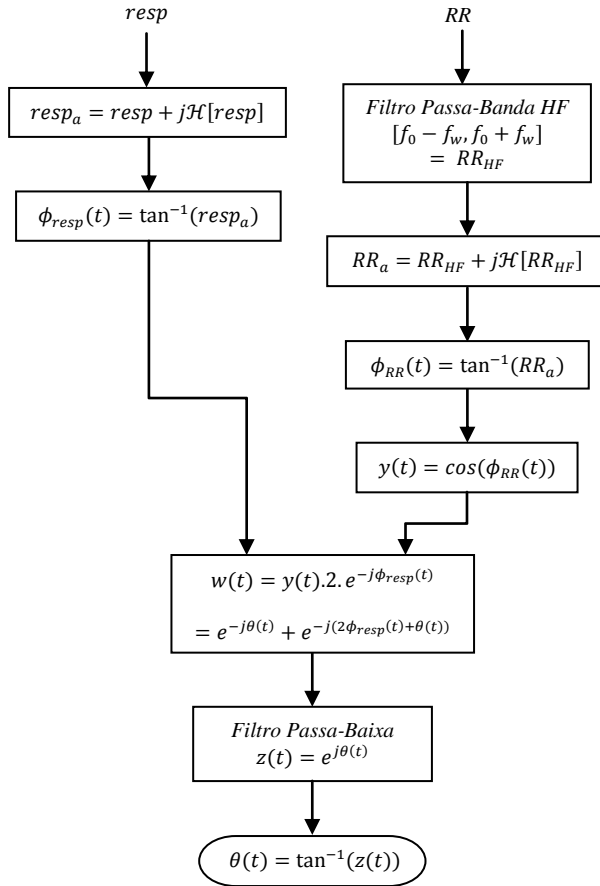 resp
RR
resp_a = resp + jℋ[resp]
Filtro Passa-Banda HF
[f_0 − f_w, f_0 + f_w]
= RR_HF
ϕ_resp(t) = tan^−1(resp_a)
RR_a = RR_HF + jℋ[RR_HF]
ϕ_RR(t) = tan^−1(RR_a)
y(t) = cos(ϕ_RR(t))
w(t) = y(t).2. e^−jϕ_resp(t)
= e^−jθ(t) + e^−j(2ϕ_resp(t)+θ(t))
Filtro Passa-Baixa
z(t) = e^jθ(t)
θ(t) = tan^−1(z(t))